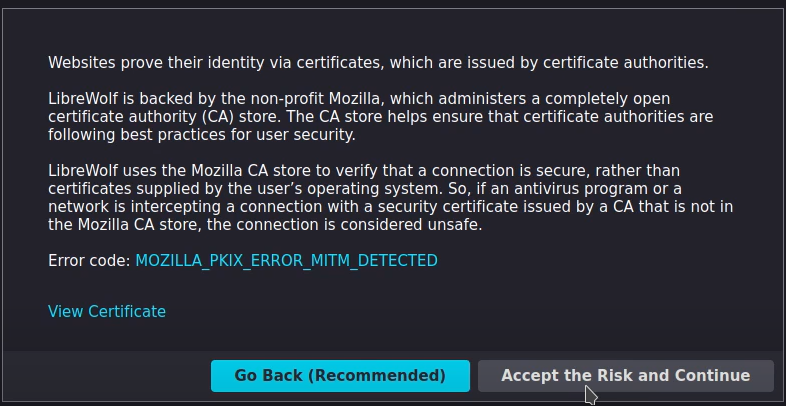 Websites prove their identity via certificates, which are issued by certificate authorities.
LibreWolf is backed by the non-profit Mozilla, which administers a completely open
certificate authority (CA) store. The CA store helps ensure that certificate authorities are
following best practices for user security.
LibreWolf uses the Mozilla CA store to verify that a connection is secure, rather than
certificates supplied by the user’s operating system. So, if an antivirus program or a
network is intercepting a connection with a security certificate issued by a CA that is not in
the Mozilla CA store, the connection is considered unsafe.
Error code: MOZILLA_PKIX_ERROR_MITM_DETECTED
View Certificate
Go Back (Recommended) Accept the Risk and Continue